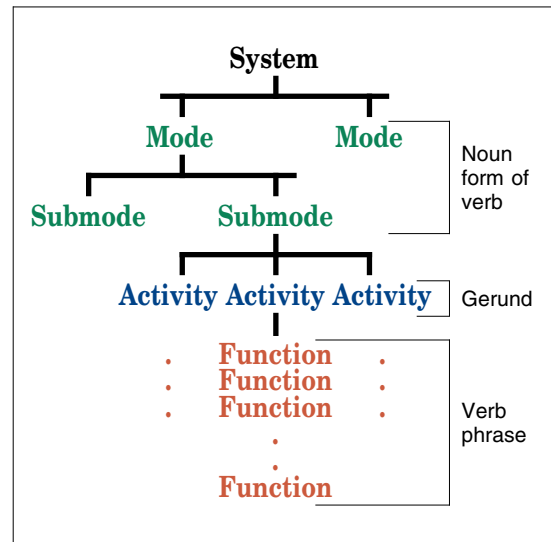 System
Mode Mode
Noun
form of
verb
Submode Submode
Activity Activity Activity
Gerund
. Function .
. Function .
. Function .
.
.
Function
Verb
phrase